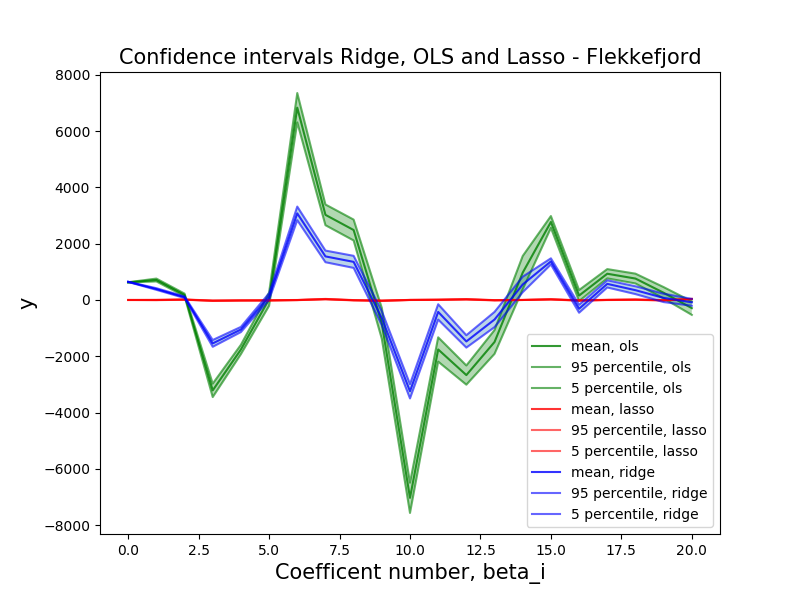 Confidence intervals Ridge, OLS and Lasso - Flekkefjord
8000
6000
4000
2000
0
−2000
−4000
−6000
−8000
y
mean, ols
95 percentile, ols
5 percentile, ols
mean, lasso
95 percentile, lasso
5 percentile, lasso
mean, ridge
95 percentile, ridge
5 percentile, ridge
0.0 2.5 5.0 7.5 10.0 12.5 15.0 17.5 20.0
Coefficent number, beta_i